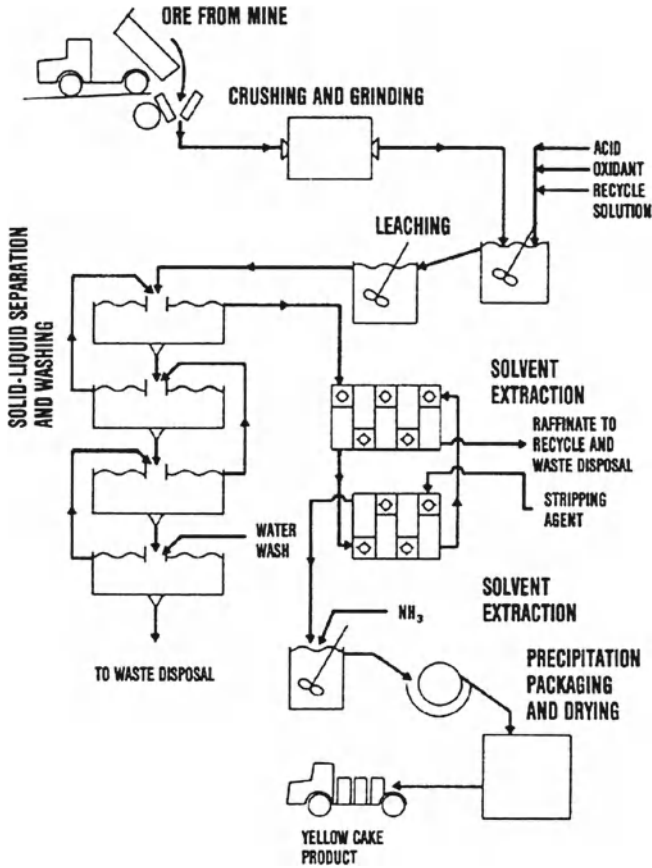 ORE FROM MINE
CRUSHING AND GRINDING
ACID
OXIDANT
RECYCLE
SOLUTION
LEACHING
SOLID-LIQUID SEPARATION
AND WASHING
SOLVENT
EXTRACTION
RAFFINATE TO
RECYCLE AND
WASTE DISPOSAL
STRIPPING
AGENT
WATER
WASH
SOLVENT
EXTRACTION
NH₃
TO WASTE DISPOSAL
PRECIPITATION
PACKAGING
AND DRYING
YELLOW CAKE
PRODUCT